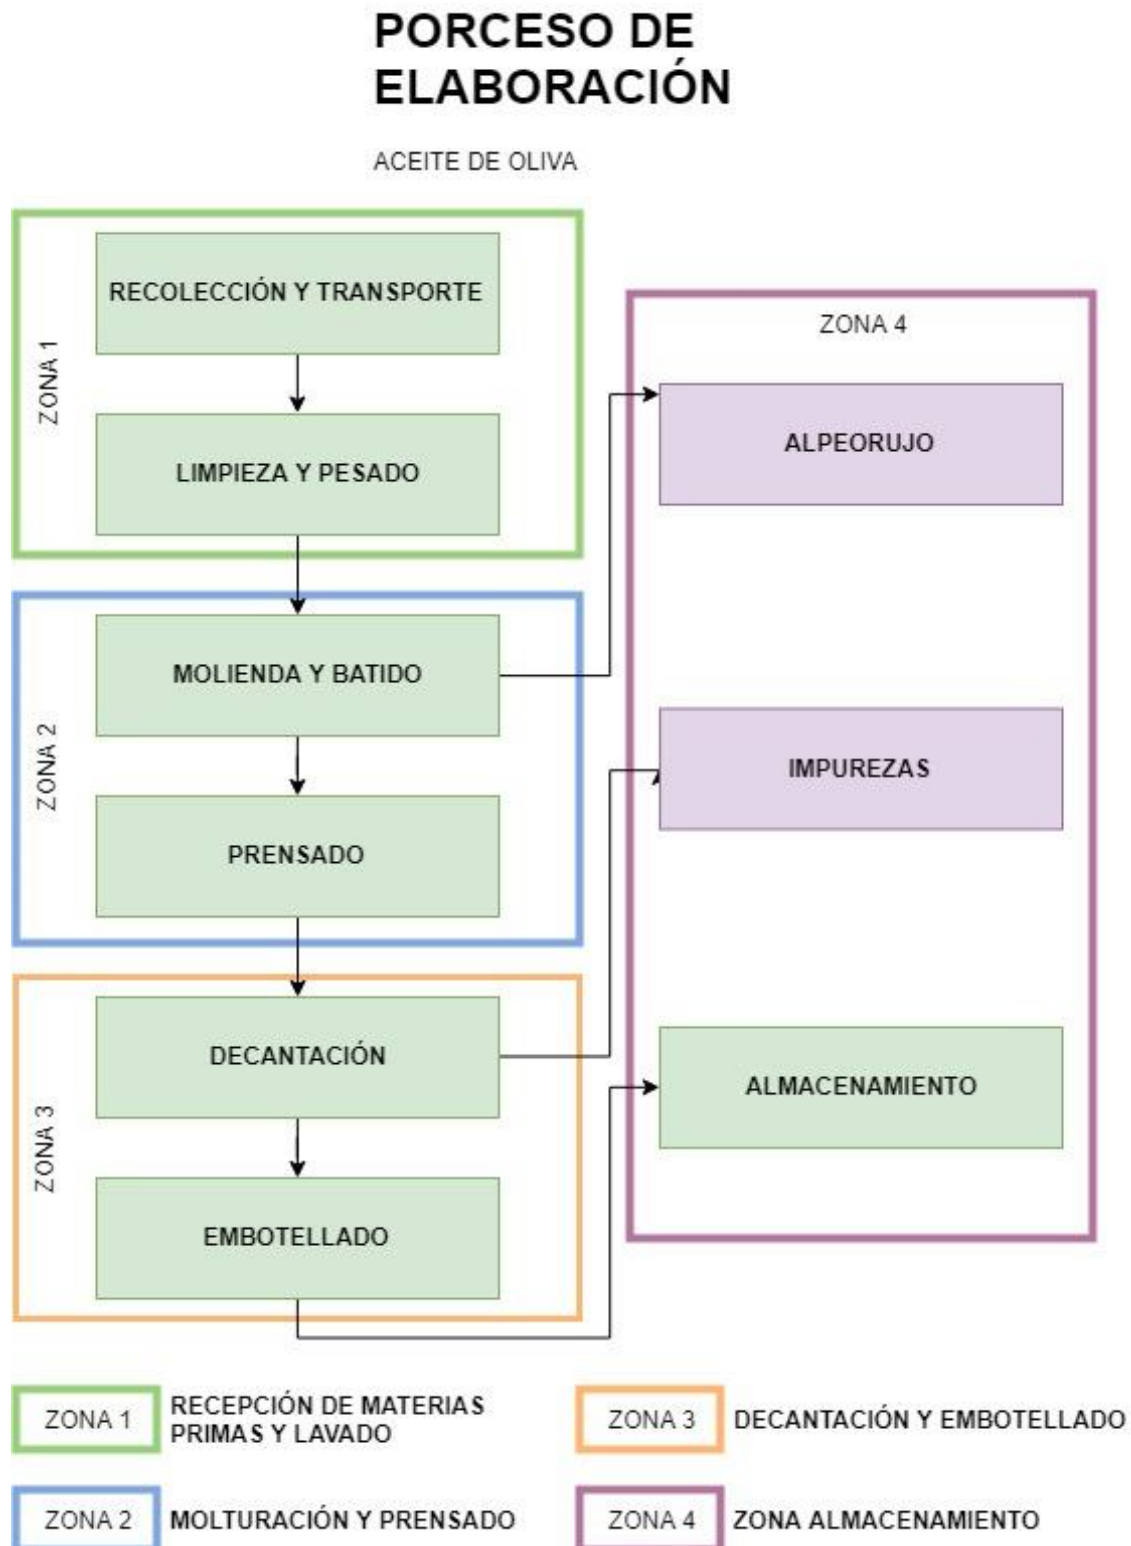 PORCESO DE
ELABORACIÓN
ACEITE DE OLIVA
ZONA 1
RECOLECCIÓN Y TRANSPORTE
LIMPIEZA Y PESADO
ZONA 2
MOLIENDA Y BATIDO
PRENSADO
ZONA 3
DECANTACIÓN
EMBOTELLADO
ZONA 4
ALPEORUJO
IMPUREZAS
ALMACENAMIENTO
ZONA 1
RECEPCIÓN DE MATERIAS
PRIMAS Y LAVADO
ZONA 2
MOLTURACIÓN Y PRENSADO
ZONA 3
DECANTACIÓN Y EMBOTELLADO
ZONA 4
ZONA ALMACENAMIENTO